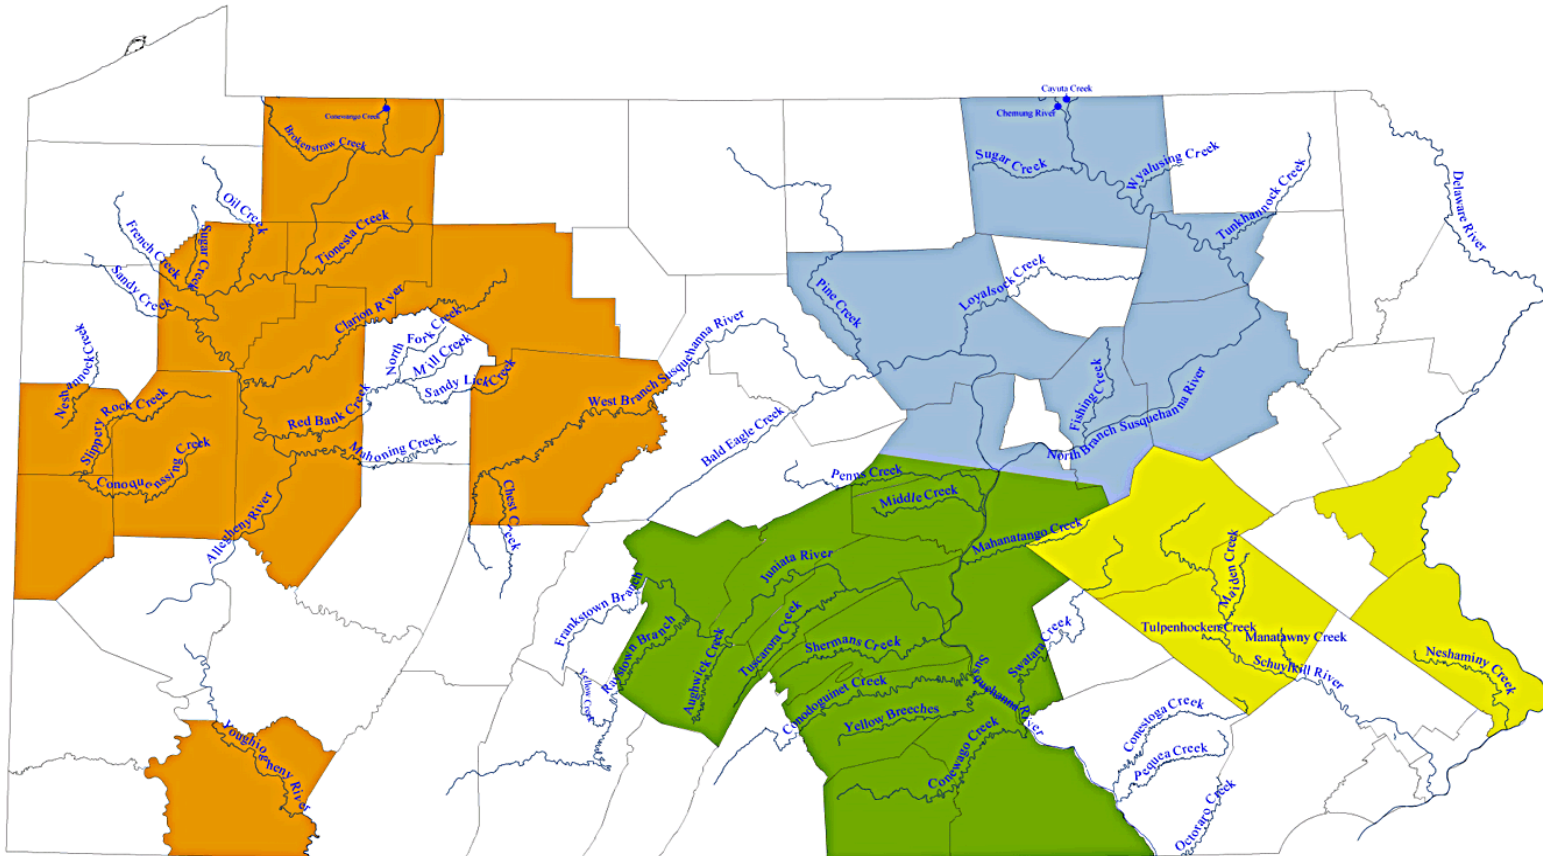 Cayuta Creek
Chemung River
Conewango Creek
Brokenstraw Creek
Sugar Creek
Wyalusing Creek
Tunkhannock Creek
Delaware River
Oil Creek
French Creek
Sugar Creek
Tionesta Creek
Sandy Creek
Pine Creek
Loyalsock Creek
Clarion River
North Fork Creek
Mill Creek
Sandy Lick Creek
West Branch Susquehanna River
Neshannock Creek
Slippery Rock Creek
Red Bank Creek
Mahoning Creek
Conoquenessing Creek
Bald Eagle Creek
Fishing Creek
North Branch Susquehanna River
Allegheny River
Chest Creek
Penns Creek
Middle Creek
Mahanatango Creek
Juniata River
Frankstown Branch
Raystown Branch
Yellow Creek
Aughwick Creek
Tuscarora Creek
Shermans Creek
Conodoguinet Creek
Yellow Breeches
Susquehanna River
Swatara Creek
Conewago Creek
Maiden Creek
Tulpenhocken Creek
Manatawny Creek
Schuylkill River
Neshaminy Creek
Conestoga Creek
Pequea Creek
Octoraro Creek
Youghiogheny River